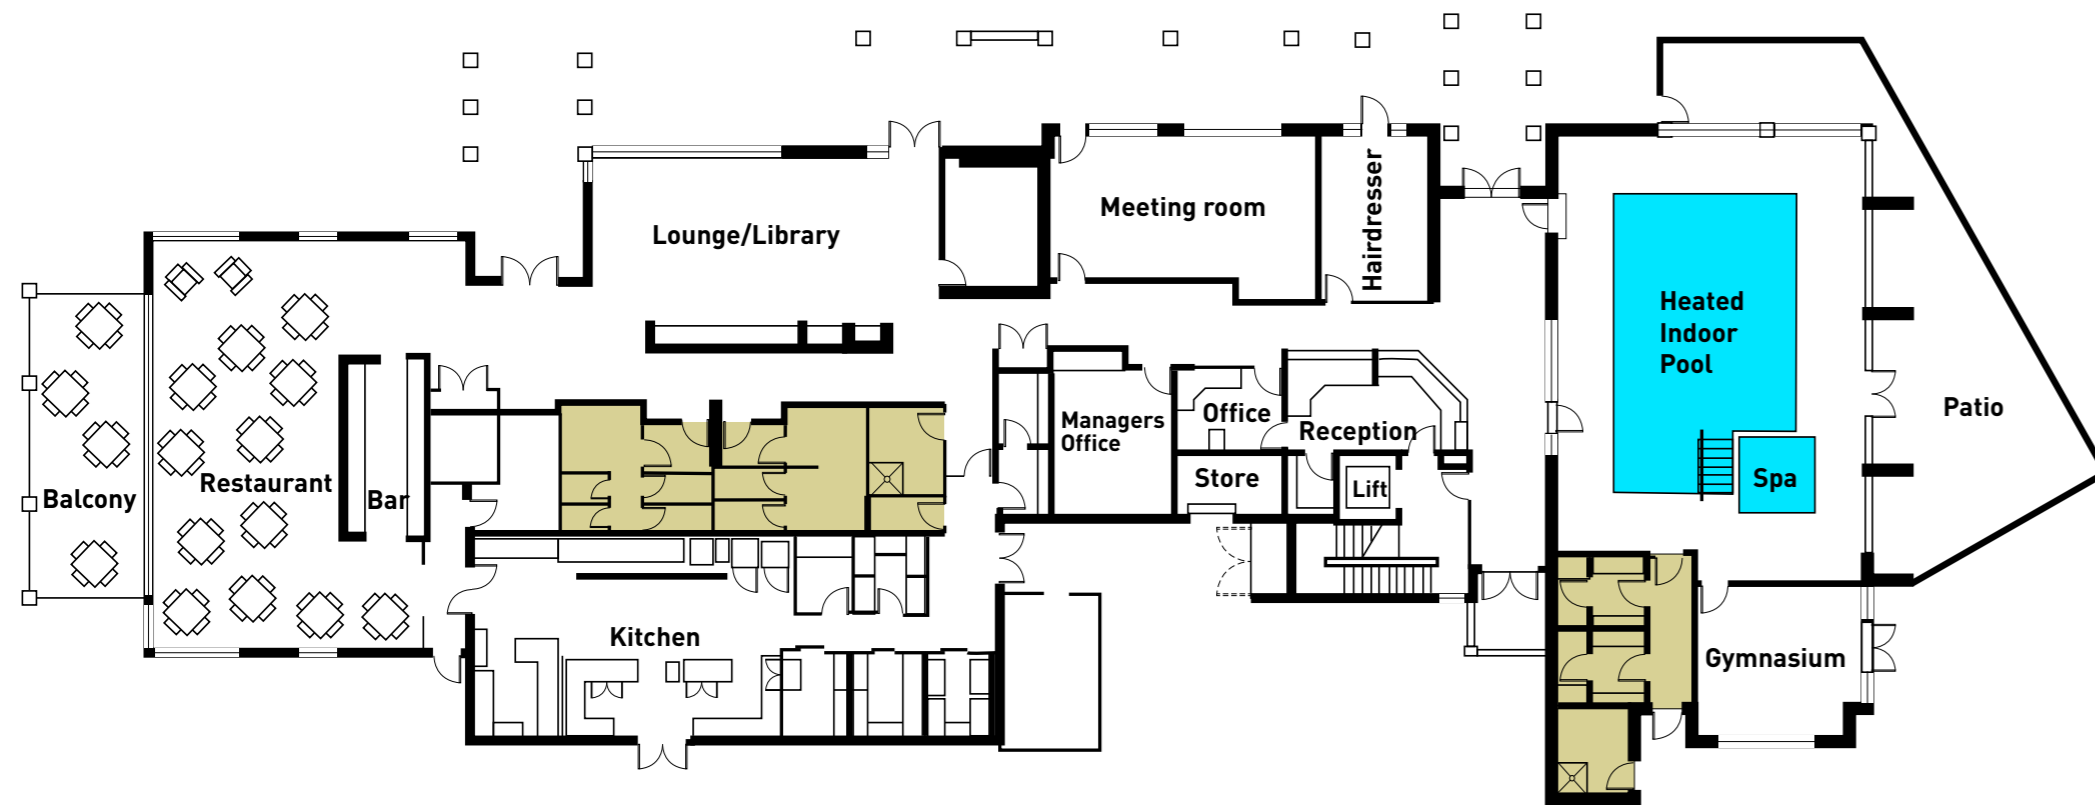 Lounge/Library
Meeting room
Hairdresser
Heated
Indoor
Pool
Balcony
Restaurant
Bar
Managers
Office
Office
Reception
Store
Lift
Spa
Patio
Kitchen
Gymnasium